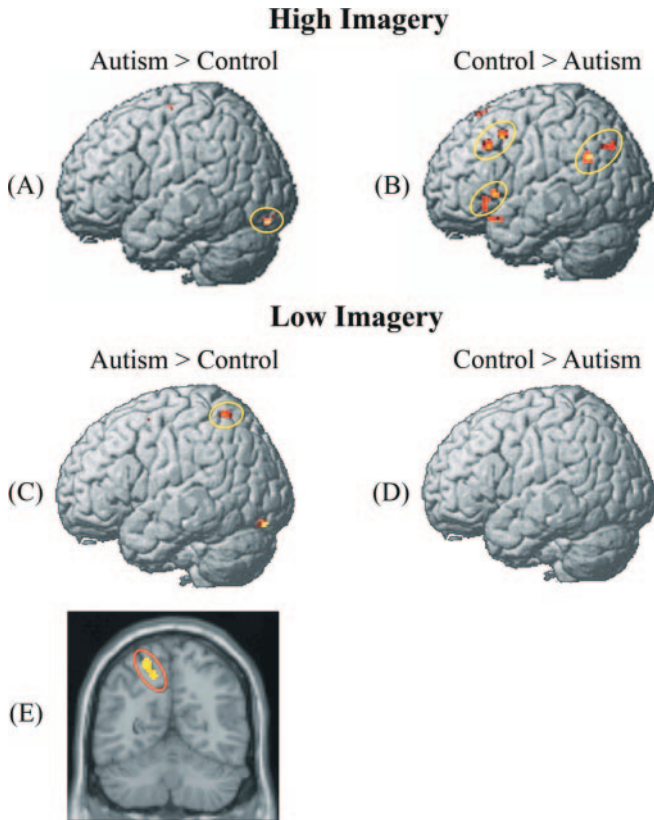 High Imagery
Autism > Control
Control > Autism
(A)
(B)
Low Imagery
Autism > Control
Control > Autism
(C)
(D)
(E)